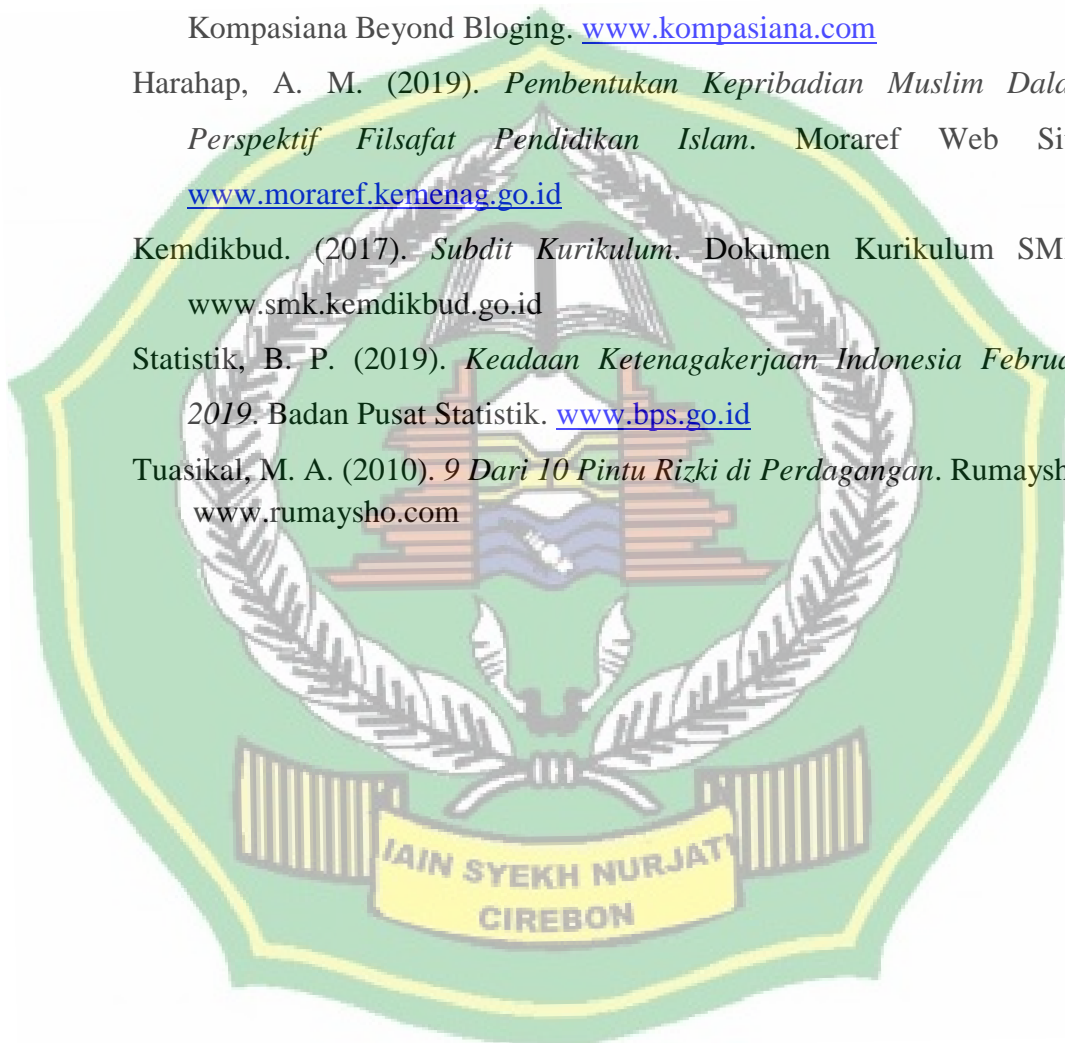 Kompasiana Beyond Bloging. www.kompasiana.com
Harahap, A. M. (2019). Pembentukan Kepribadian Muslim Dala
Perspektif Filsafat Pendidikan Islam. Moraref Web Sit
www.moraref.kemenag.go.id
Kemdikbud. (2017). Subdit Kurikulum. Dokumen Kurikulum SM
www.smk.kemdikbud.go.id
Statistik, B. P. (2019). Keadaan Ketenagakerjaan Indonesia Februa
2019. Badan Pusat Statistik. www.bps.go.id
Tuasikal, M. A. (2010). 9 Dari 10 Pintu Rizki di Perdagangan. Rumaysh
www.rumaysho.com
IAIN SYEKH NURJATI
CIREBON